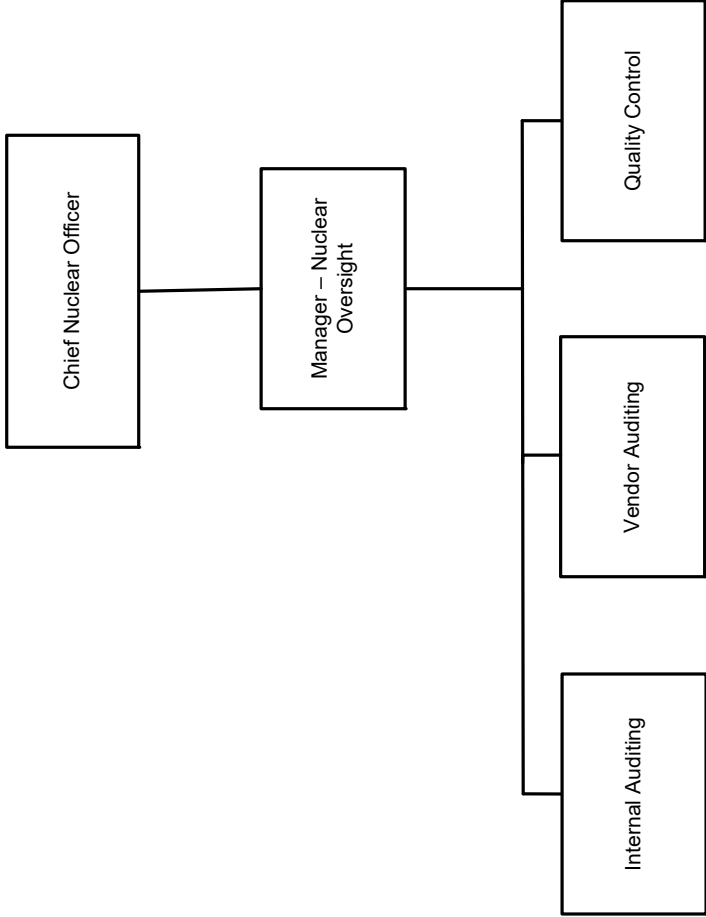 Chief Nuclear Officer
Manager – Nuclear
Oversight
Internal Auditing
Vendor Auditing
Quality Control